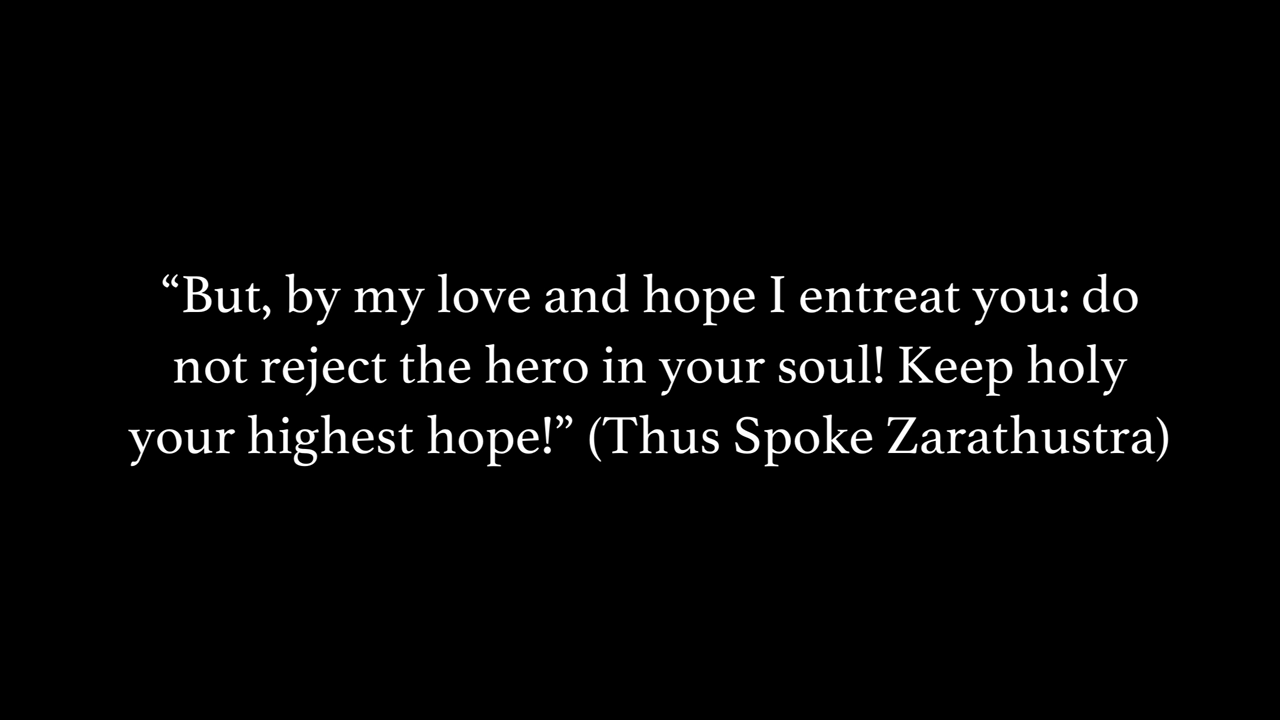 “But, by my love and hope I entreat you: do
not reject the hero in your soul! Keep holy
your highest hope!” (Thus Spoke Zarathustra)